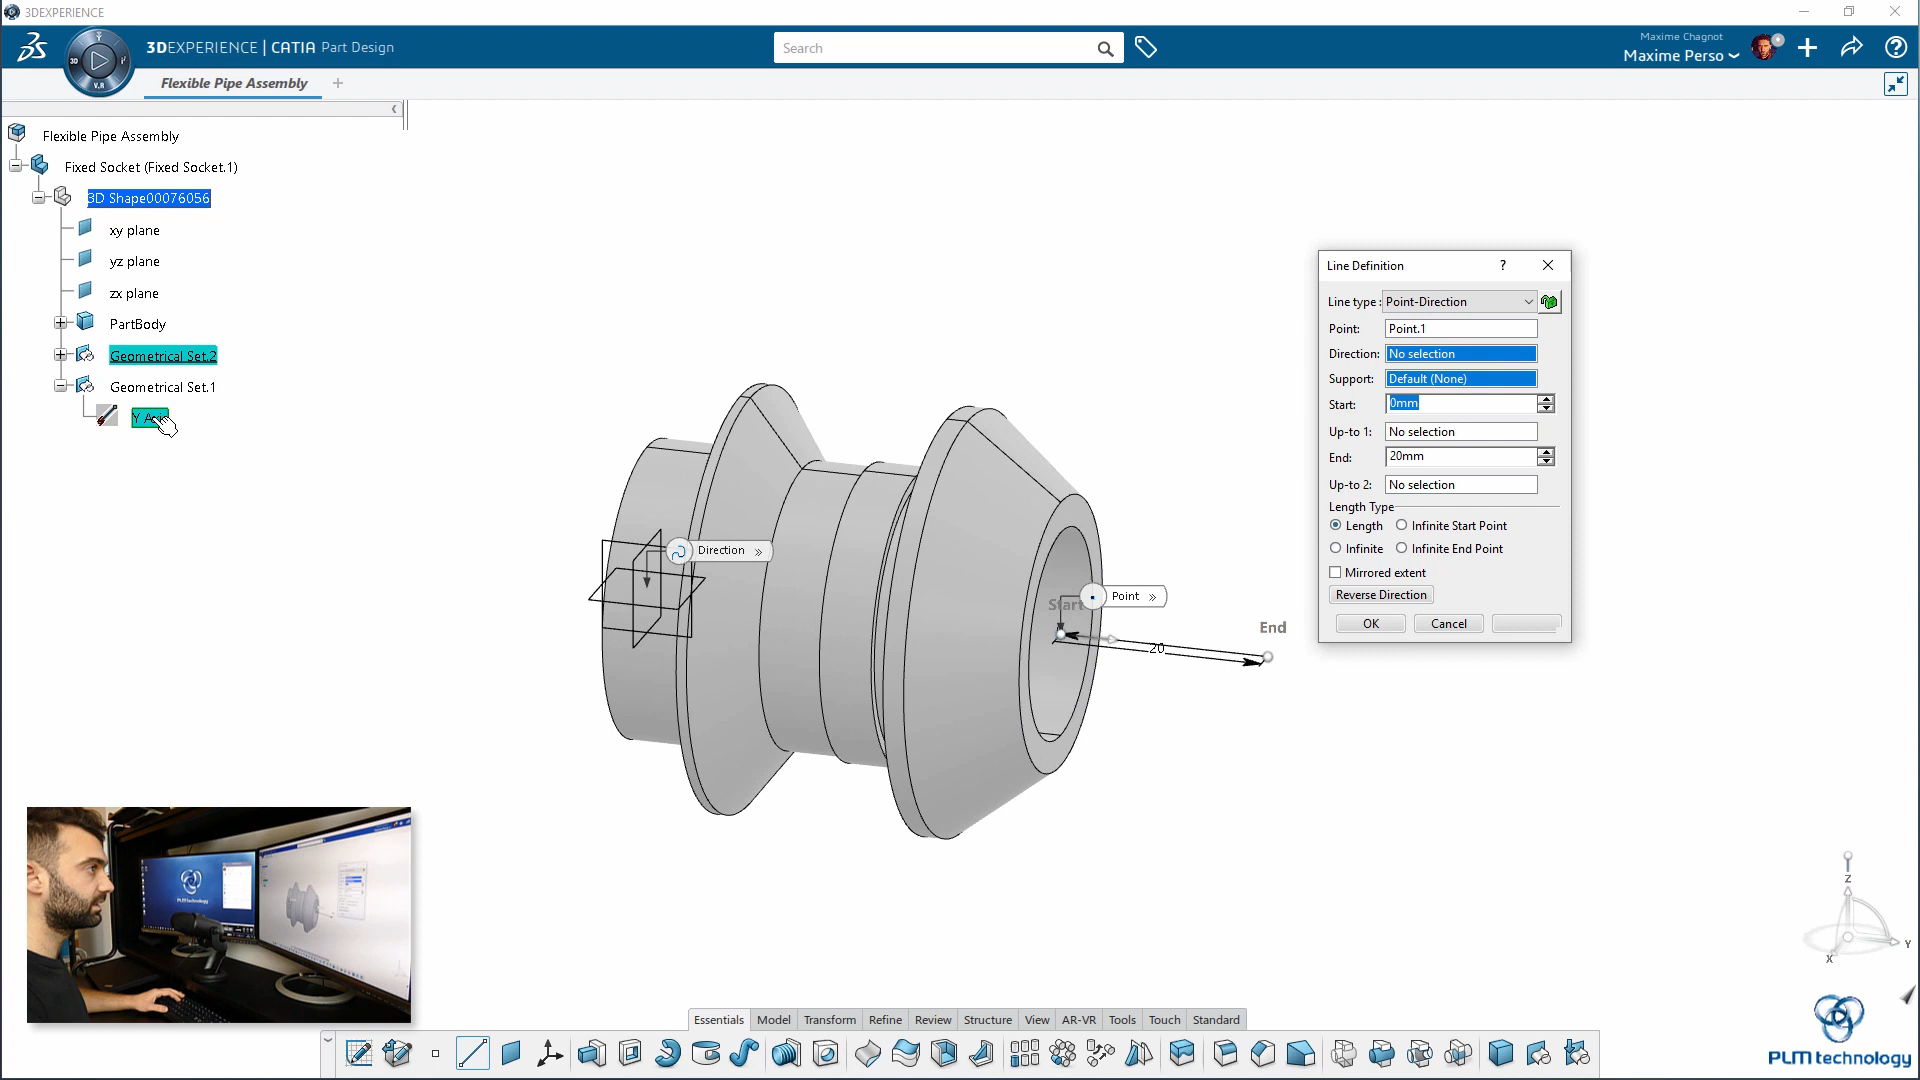 3DEXPERIENCE
3DEXPERIENCE | CATIA Part Design
Search
Maxime Chagnot
Maxime Perso
3D
V.R
Flexible Pipe Assembly
Flexible Pipe Assembly
Fixed Socket (Fixed Socket.1)
3D Shape00076056
xy plane
yz plane
zx plane
PartBody
Geometrical Set.2
Geometrical Set.1
Y Axis
Direction »
Point »
Start
End
20
Line Definition ?
Line type : Point-Direction
Point: Point.1
Direction: No selection
Support: Default (None)
Start: 0mm
Up-to 1: No selection
End: 20mm
Up-to 2: No selection
Length Type
Length Infinite Start Point
Infinite Infinite End Point
Mirrored extent
Reverse Direction
OK Cancel
Z
Y
X
PLM technology
Essentials Model Transform Refine Review Structure View AR-VR Tools Touch Standard
PLM technology